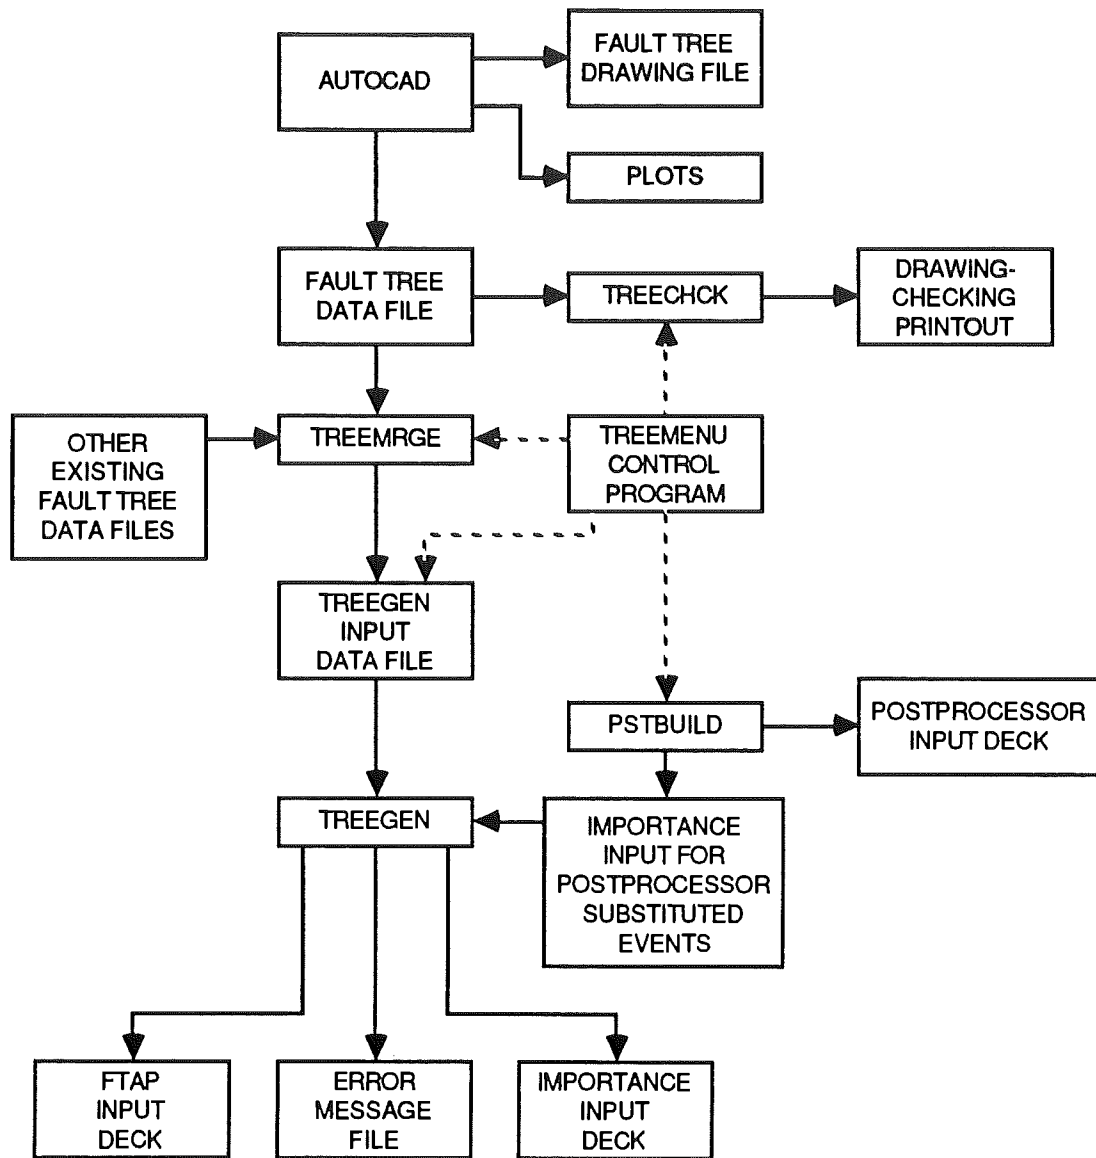 AUTOCAD
FAULT TREE
DRAWING FILE
PLOTS
FAULT TREE
DATA FILE
TREECHCK
DRAWING-
CHECKING
PRINTOUT
OTHER
EXISTING
FAULT TREE
DATA FILES
TREEMRGE
TREEMENU
CONTROL
PROGRAM
TREEGEN
INPUT
DATA FILE
PSTBUILD
POSTPROCESSOR
INPUT DECK
TREEGEN
IMPORTANCE
INPUT FOR
POSTPROCESSOR
SUBSTITUTED
EVENTS
FTAP
INPUT
DECK
ERROR
MESSAGE
FILE
IMPORTANCE
INPUT
DECK